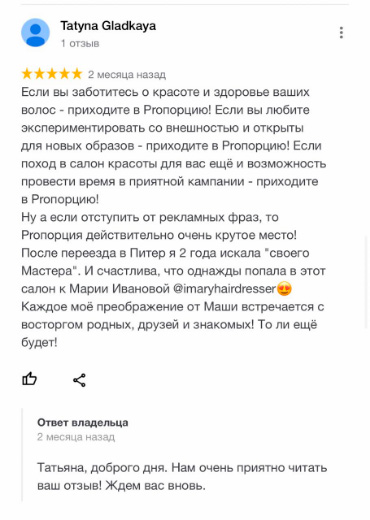 Tatyna Gladkaya
1 отзыв
2 месяца назад
Если вы заботитесь о красоте и здоровье ваших
волос - приходите в Proпорцию! Если вы любите
экспериментировать со внешностью и открыты
для новых образов - приходите в Proпорцию! Если
поход в салон красоты для вас ещё и возможность
провести время в приятной кампании - приходите
в Proпорцию!
Ну а если отступить от рекламных фраз, то
Proпорция действительно очень крутое место!
После переезда в Питер я 2 года искала "своего
Мастера". И счастлива, что однажды попала в этот
салон к Марии Ивановой @imaryhairdresser😍
Каждое моё преображение от Маши встречается с
восторгом родных, друзей и знакомых! То ли ещё
будет!
Ответ владельца
2 месяца назад
Татьяна, доброго дня. Нам очень приятно читать
ваш отзыв! Ждем вас вновь.